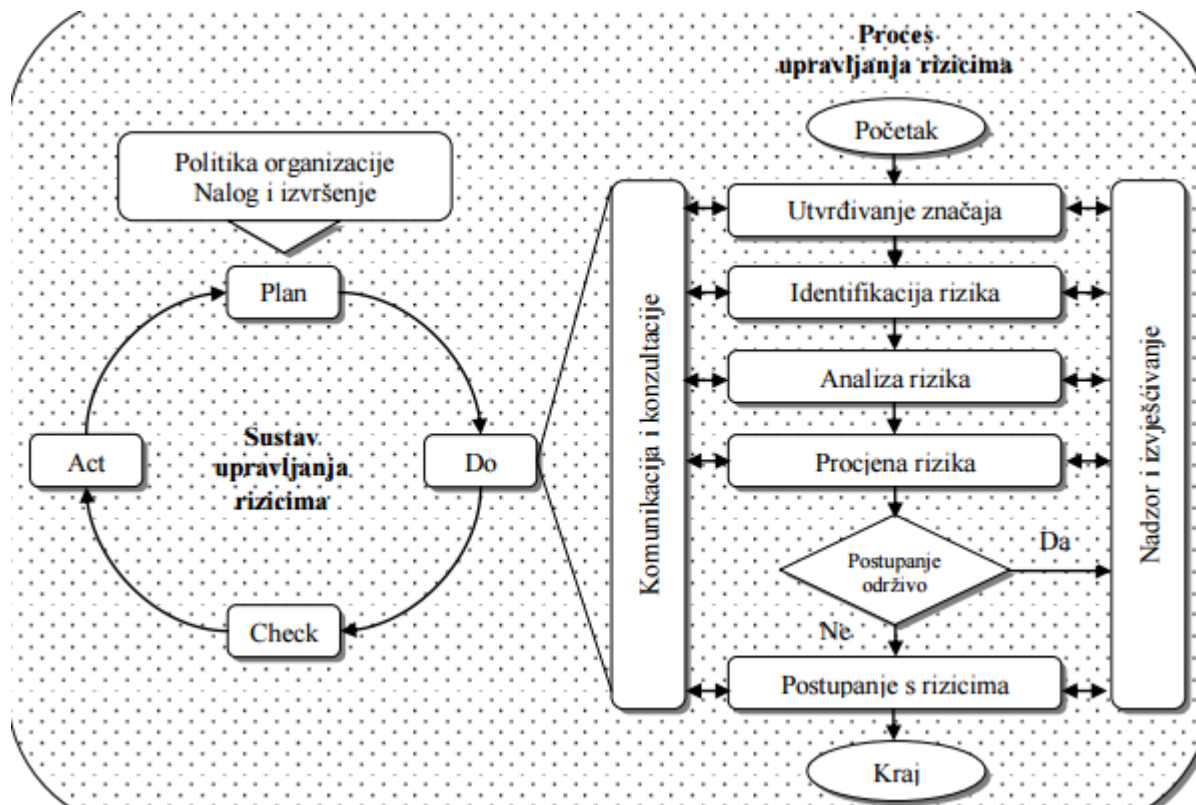 Proces
upravljanja rizicima
Početak
Politika organizacije
Nalog i izvršenje
Utvrđivanje značaja
Plan
Identifikacija rizika
Komunikacija i konzultacije
Nadzor i izvješćivanje
Analiza rizika
Act
Sustav
upravljanja
rizicima
Do
Procjena rizika
Postupanje
održivo
Da
Ne
Check
Postupanje s rizicima
Kraj